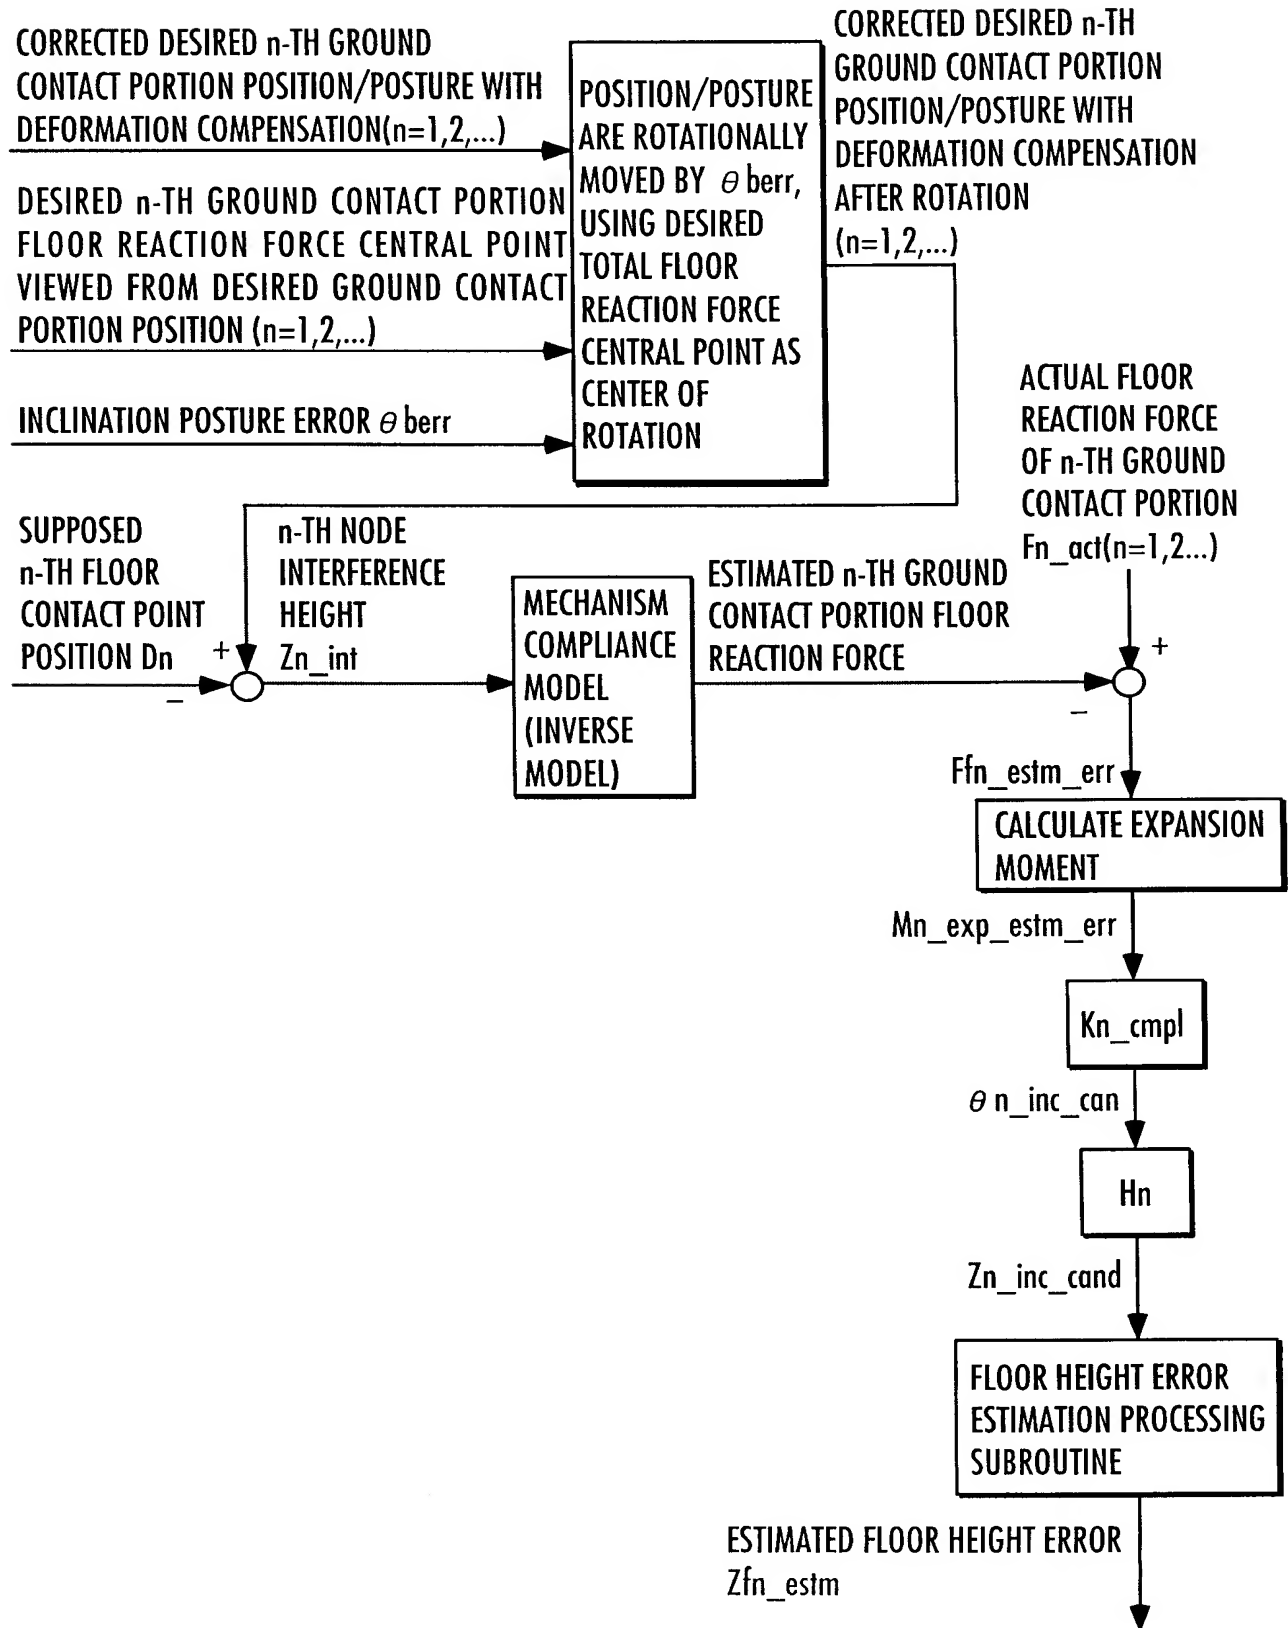 CORRECTED DESIRED n-TH GROUND
CONTACT PORTION POSITION/POSTURE WITH
DEFORMATION COMPENSATION(n=1,2,...)
DESIRED n-TH GROUND CONTACT PORTION
FLOOR REACTION FORCE CENTRAL POINT
VIEWED FROM DESIRED GROUND CONTACT
PORTION POSITION (n=1,2,...)
INCLINATION POSTURE ERROR θ berr
POSITION/POSTURE
ARE ROTATIONALLY
MOVED BY θ berr,
USING DESIRED
TOTAL FLOOR
REACTION FORCE
CENTRAL POINT AS
CENTER OF
ROTATION
CORRECTED DESIRED n-TH
GROUND CONTACT PORTION
POSITION/POSTURE WITH
DEFORMATION COMPENSATION
AFTER ROTATION
(n=1,2,...)
SUPPOSED
n-TH FLOOR
CONTACT POINT
POSITION Dn
+
−
n-TH NODE
INTERFERENCE
HEIGHT
Zn_int
MECHANISM
COMPLIANCE
MODEL
(INVERSE
MODEL)
ESTIMATED n-TH GROUND
CONTACT PORTION FLOOR
REACTION FORCE
ACTUAL FLOOR
REACTION FORCE
OF n-TH GROUND
CONTACT PORTION
Fn_act(n=1,2...)
+
−
Ffn_estm_err
CALCULATE EXPANSION
MOMENT
Mn_exp_estm_err
Kn_cmpl
θ n_inc_can
Hn
Zn_inc_cand
FLOOR HEIGHT ERROR
ESTIMATION PROCESSING
SUBROUTINE
ESTIMATED FLOOR HEIGHT ERROR
Zfn_estm